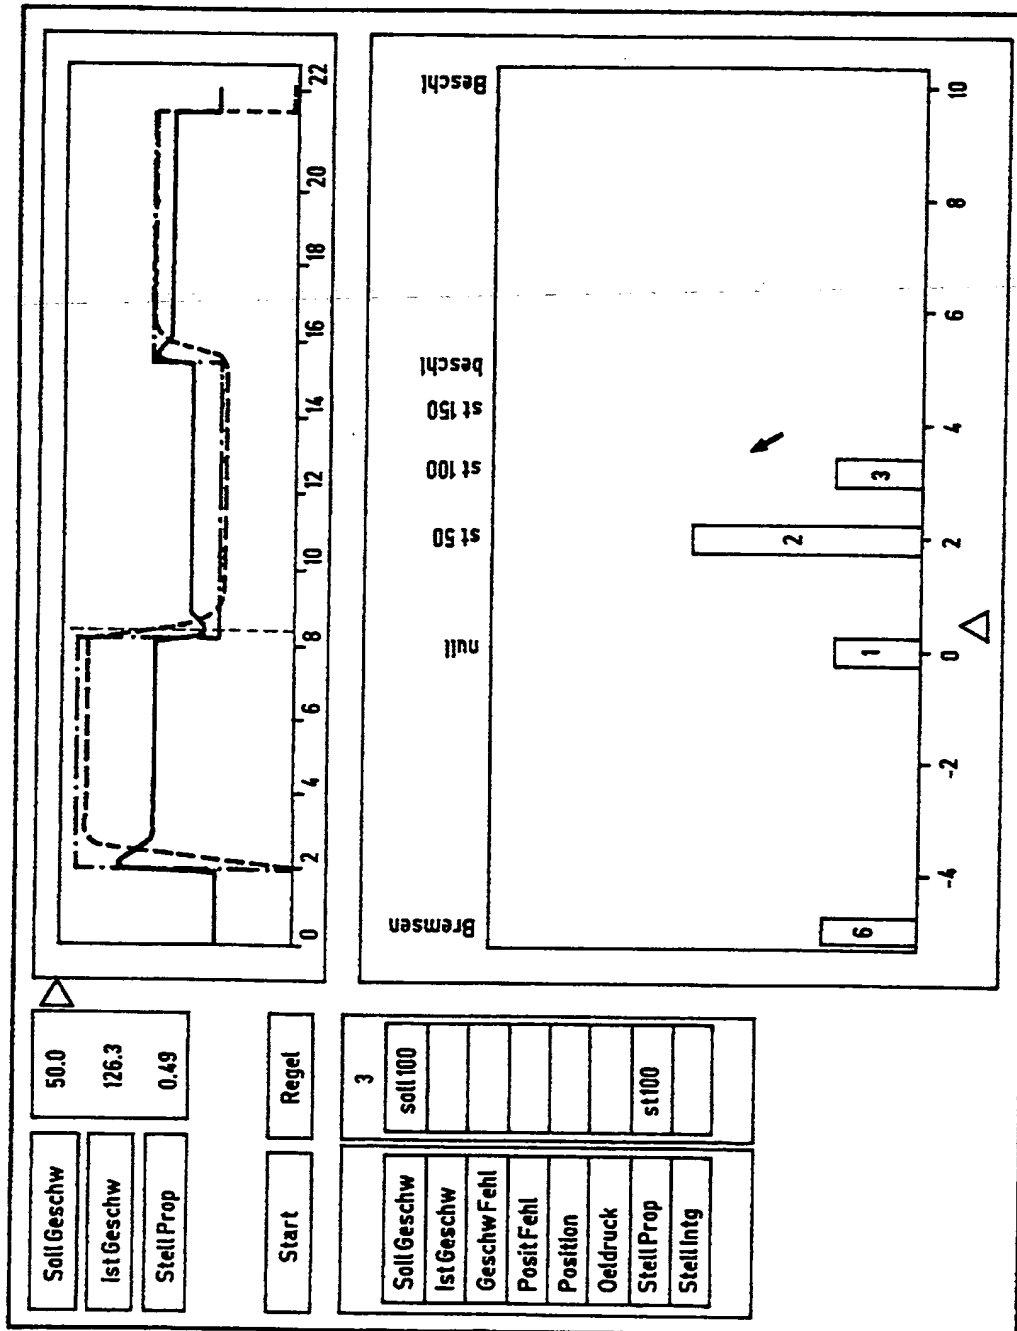 Soll Geschw 50.0
Ist Geschw 126.3
Stell Prop 0.49
Start Regel
3
Soll Geschw soll 100
Ist Geschw
Geschw Fehl
Posit Fehl
Position
Oeldruck
Stell Prop st100
Stell Intg
0 2 4 6 8 10 12 14 16 18 20 22
Bremsen null st 50 st 100 st 150 beschl Beschl
6 1 2 3
-4 -2 0 2 4 6 8 10